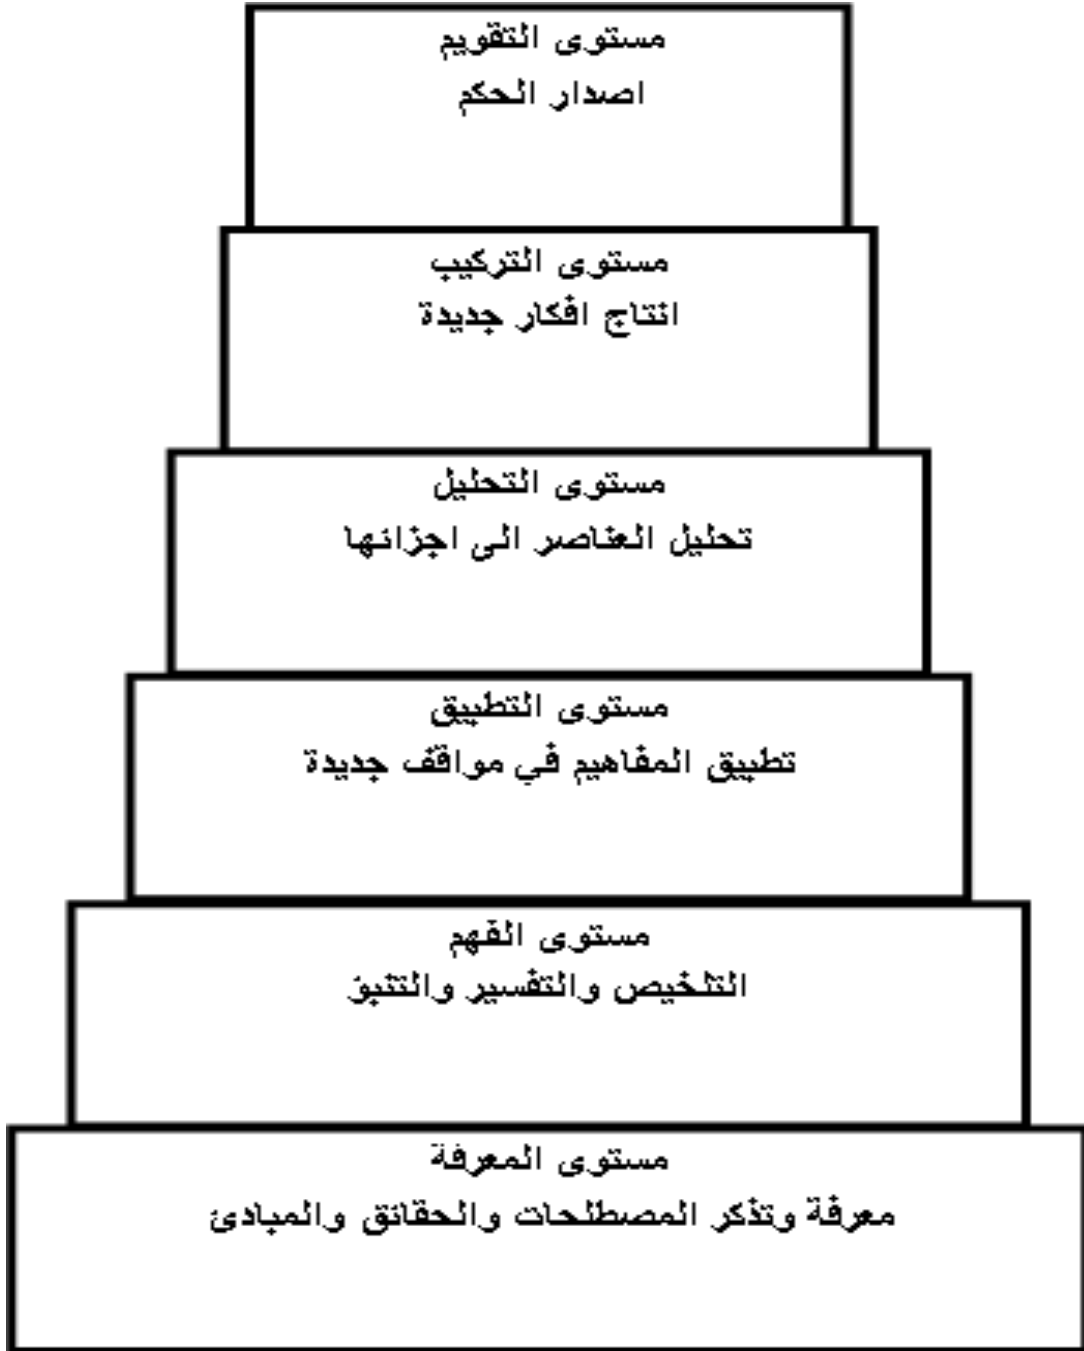 مستوى التقويم
اصدار الحكم
مستوى التركيب
انتاج افكار جديدة
مستوى التحليل
تحليل العناصر الى اجزائها
مستوى التطبيق
تطبيق المفاهيم في مواقف جديدة
مستوى الفهم
التلخيص والتفسير والتنبؤ
مستوى المعرفة
معرفة وتذكر المصطلحات والحقائق والمبادئ